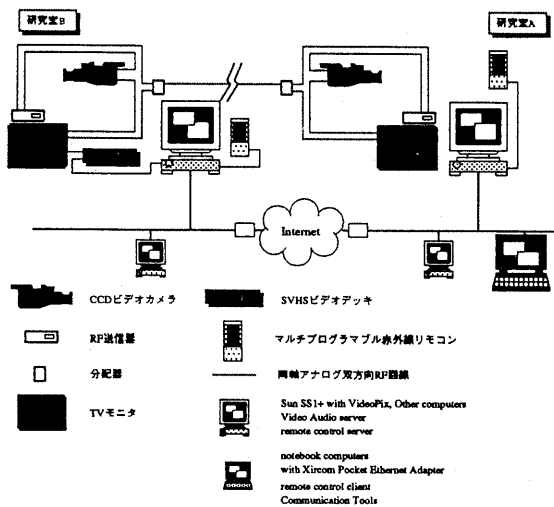 研究室B
研究室A
Internet
CCDビデオカメラ
SVHSビデオデッキ
RF送信器
マルチプログラマブル赤外線リモコン
分配器
同軸アナログ双方向RF回線
TVモニタ
Sun SS1+ with VideoPix, Other computers
Video Audio server
remote control server
notebook computers
with Xircom Pocket Ethernet Adapter
remote control client
Communication Tools